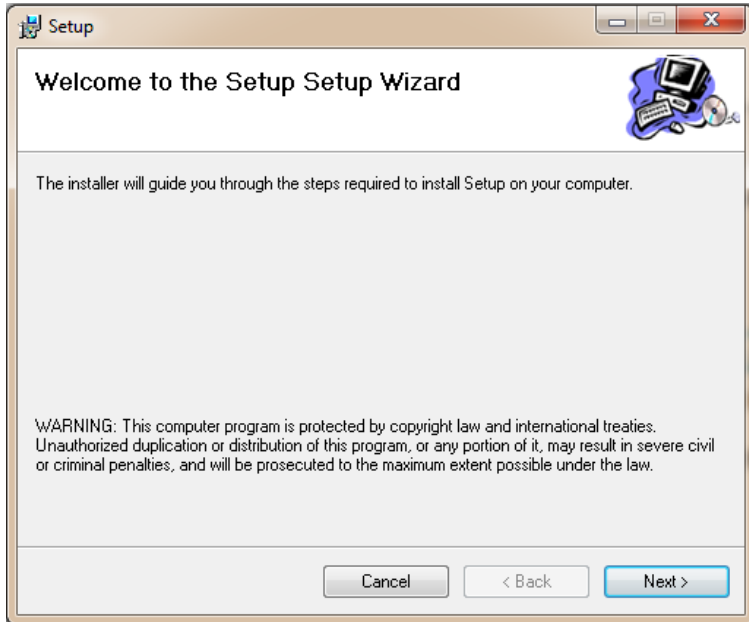 Setup
Welcome to the Setup Setup Wizard
The installer will guide you through the steps required to install Setup on your computer.
WARNING: This computer program is protected by copyright law and international treaties.
Unauthorized duplication or distribution of this program, or any portion of it, may result in severe civil
or criminal penalties, and will be prosecuted to the maximum extent possible under the law.
Cancel
< Back
Next >